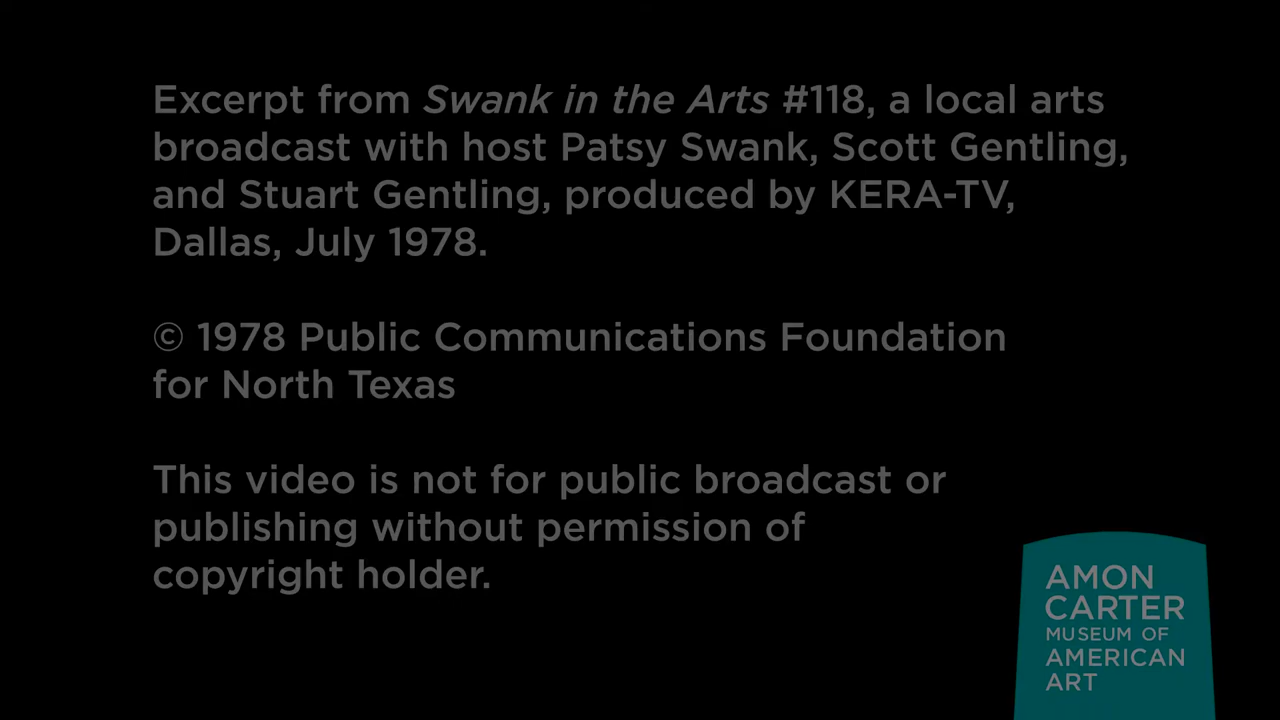 Excerpt from Swank in the Arts #118, a local arts
broadcast with host Patsy Swank, Scott Gentling,
and Stuart Gentling, produced by KERA-TV,
Dallas, July 1978.
© 1978 Public Communications Foundation
for North Texas
This video is not for public broadcast or
publishing without permission of
copyright holder.
AMON
CARTER
MUSEUM OF
AMERICAN
ART